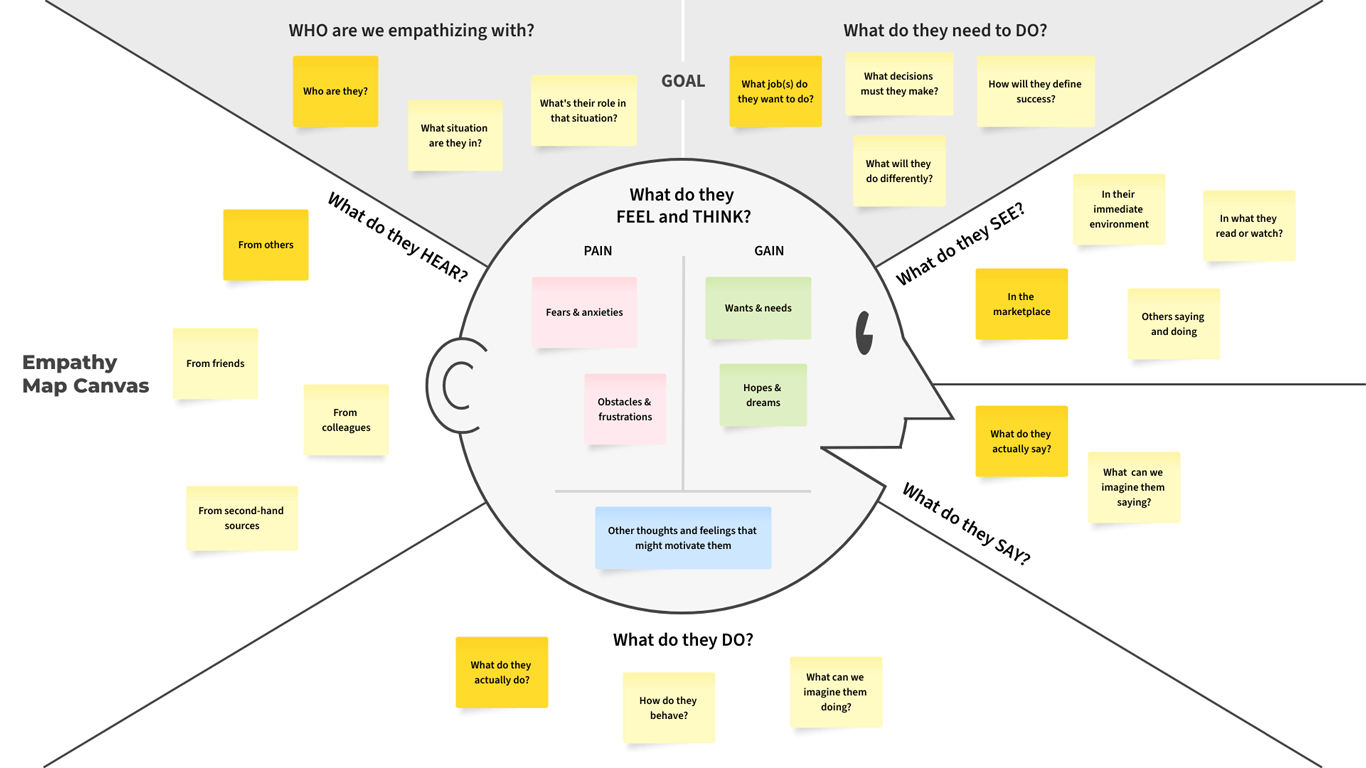 WHO are we empathizing with?
Who are they?
What situation
are they in?
What's their role in
that situation?
GOAL
What do they need to DO?
What job(s) do
they want to do?
What decisions
must they make?
How will they define
success?
What will they
do differently?
What do they SEE?
In their
immediate
environment
In what they
read or watch?
In the
marketplace
Others saying
and doing
What do they SAY?
What do they
actually say?
What can we
imagine them
saying?
What do they DO?
What do they
actually do?
How do they
behave?
What can we
imagine them
doing?
What do they HEAR?
From others
From friends
From
colleagues
From second-hand
sources
What do they
FEEL and THINK?
PAIN
Fears & anxieties
Obstacles &
frustrations
GAIN
Wants & needs
Hopes &
dreams
Other thoughts and feelings that
might motivate them
Empathy
Map Canvas